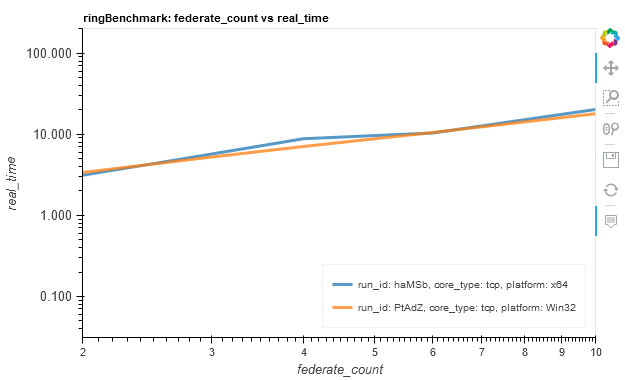 ringBenchmark: federate_count vs real_time
100.000
10.000
1.000
0.100
real_time
run_id: haMSb, core_type: tcp, platform: x64
run_id: PtAdZ, core_type: tcp, platform: Win32
2
3
4
5
6
7
8
9
10
federate_count